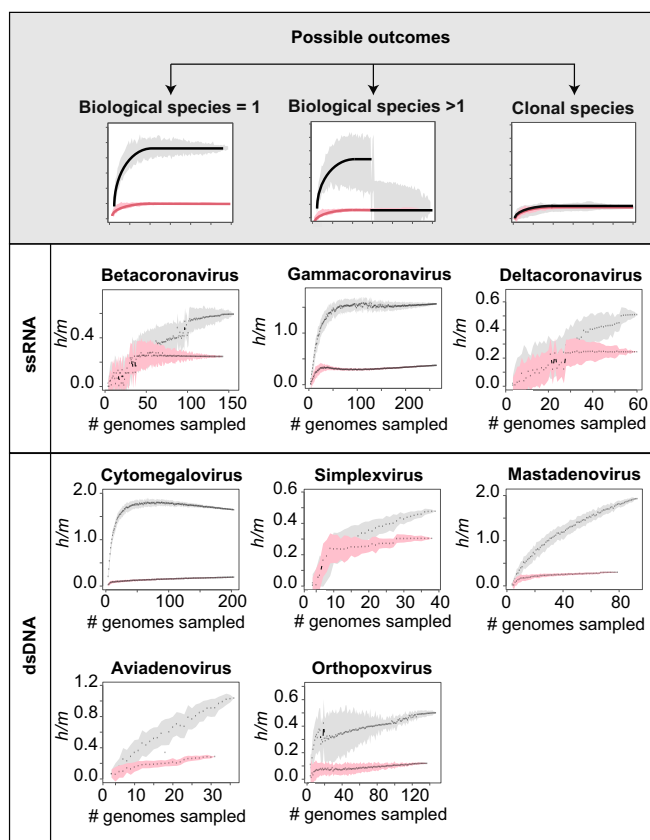 Possible outcomes
Biological species = 1
Biological species >1
Clonal species
ssRNA
Betacoronavirus
Gammacoronavirus
Deltacoronavirus
h/m
0.4
0.0
0 50 100 150
# genomes sampled
1.0
0.0
0 100 200
# genomes sampled
h/m
0.6
0.4
0.2
0.0
0 20 40 60
# genomes sampled
dsDNA
Cytomegalovirus
Simplexvirus
Mastadenovirus
h/m
2.0
1.0
0.0
0 100 200
# genomes sampled
0.6
0.4
0.2
0.0
0 10 20 30 40
# genomes sampled
2.0
1.0
0.0
0 40 80
# genomes sampled
Aviadenovirus
Orthopoxvirus
h/m
1.2
0.8
0.4
0.0
0 10 20 30
# genomes sampled
0.6
0.4
0.2
0.0
0 40 80 120
# genomes sampled